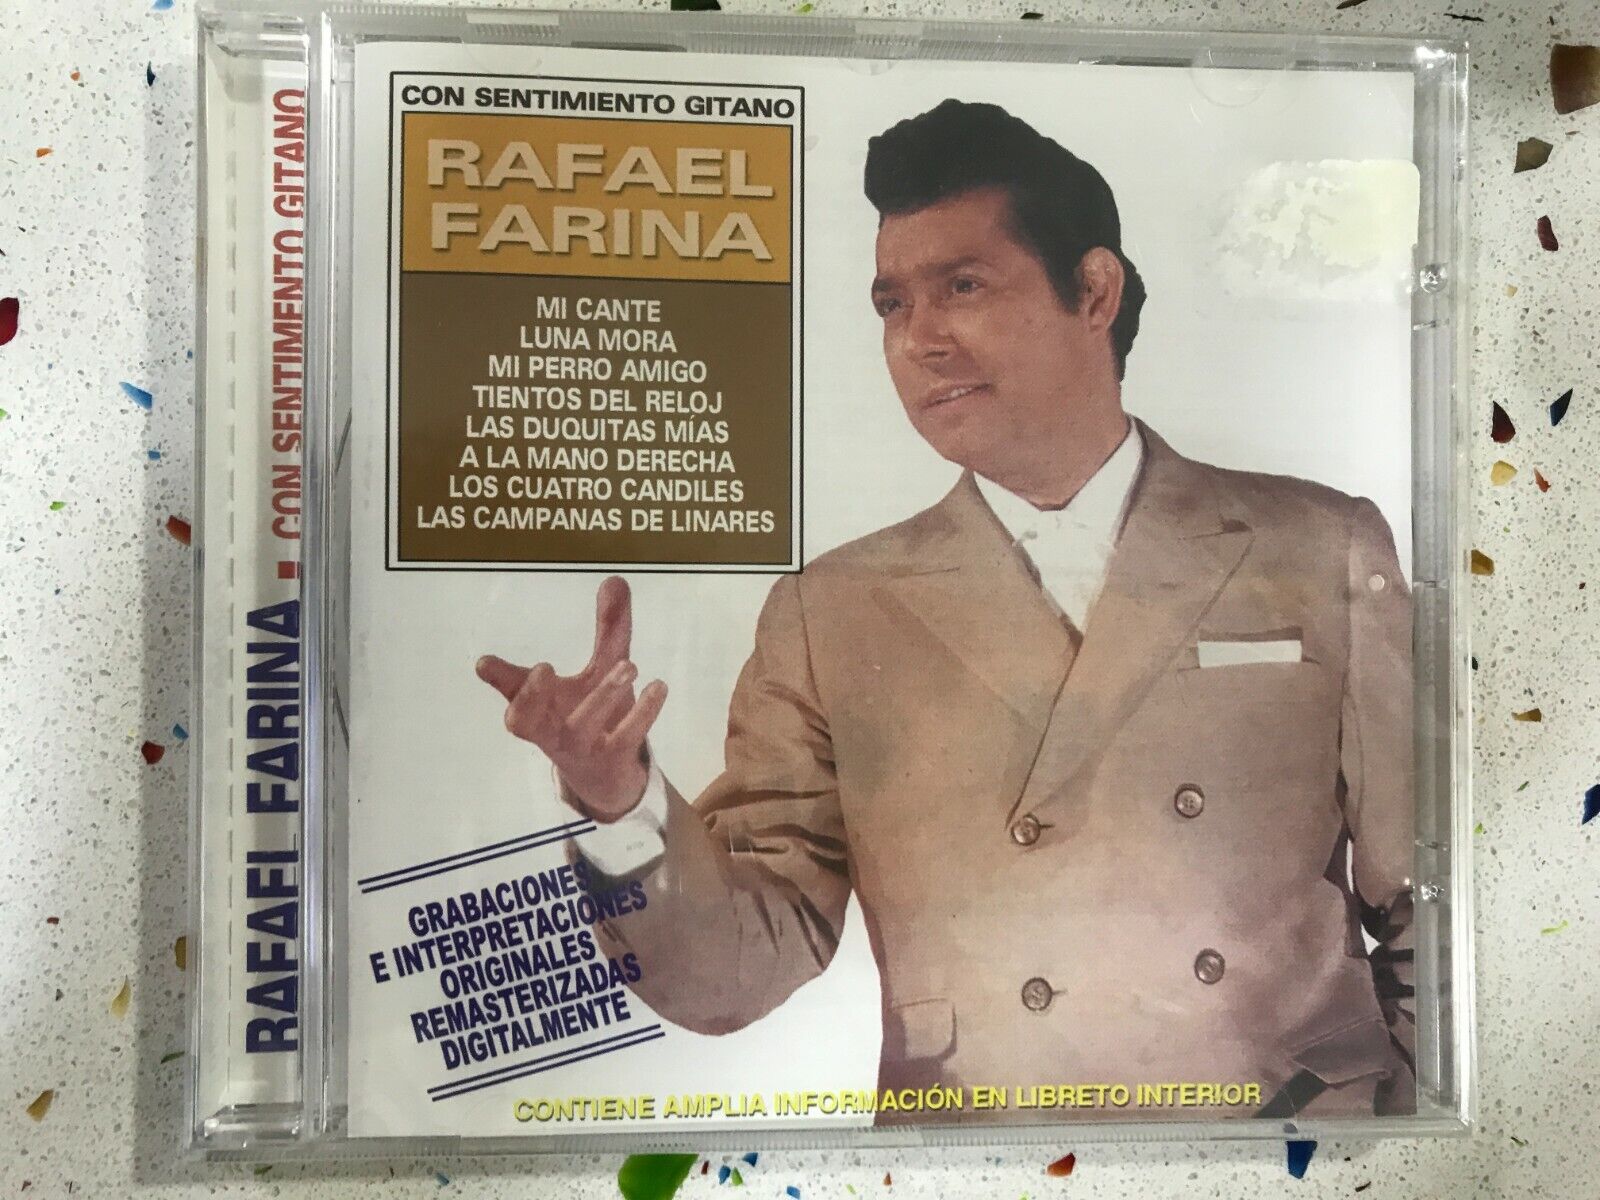 CON SENTIMIENTO GITANO
RAFAEL
FARINA
MI CANTE
LUNA MORA
MI PERRO AMIGO
TIENTOS DEL RELOJ
LAS DUQUITAS MÍAS
A LA MANO DERECHA
LOS CUATRO CANDILES
LAS CAMPANAS DE LINARES
GRABACIONES
E INTERPRETACIONES
ORIGINALES
REMASTERIZADAS
DIGITALMENTE
CONTIENE AMPLIA INFORMACIÓN EN LIBRETO INTERIOR
RAFAEL FARINA ▪ CON SENTIMIENTO GITANO